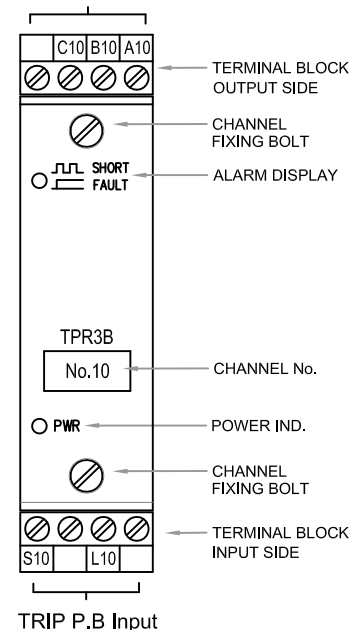 C10 B10 A10
TERMINAL BLOCK
OUTPUT SIDE
CHANNEL
FIXING BOLT
SHORT
FAULT
ALARM DISPLAY
TPR3B
No.10
CHANNEL No.
PWR
POWER IND.
CHANNEL
FIXING BOLT
TERMINAL BLOCK
INPUT SIDE
S10 L10
TRIP P.B Input